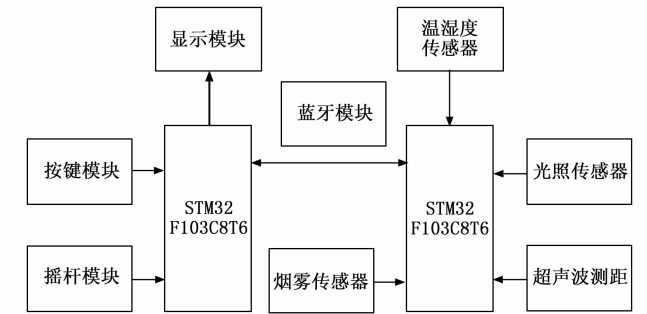 显示模块
温湿度
传感器
蓝牙模块
按键模块
STM32
F103C8T6
STM32
F103C8T6
光照传感器
摇杆模块
烟雾传感器
超声波测距